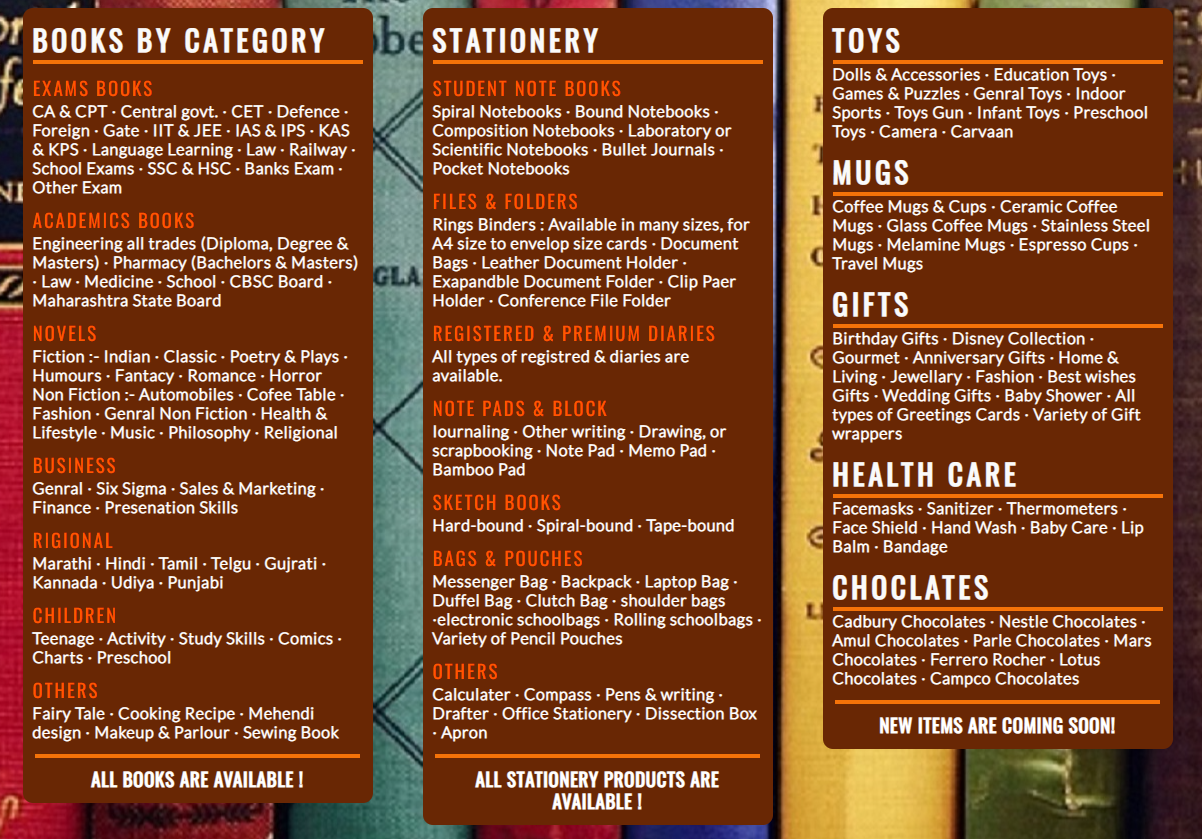 BOOKS BY CATEGORY
EXAMS BOOKS
CA & CPT · Central govt. · CET · Defence ·
Foreign · Gate · IIT & JEE · IAS & IPS · KAS
& KPS · Language Learning · Law · Railway ·
School Exams · SSC & HSC · Banks Exam ·
Other Exam
ACADEMICS BOOKS
Engineering all trades (Diploma, Degree &
Masters) · Pharmacy (Bachelors & Masters)
· Law · Medicine · School · CBSC Board ·
Maharashtra State Board
NOVELS
Fiction :- Indian · Classic · Poetry & Plays ·
Humours · Fantacy · Romance · Horror
Non Fiction :- Automobiles · Cofee Table ·
Fashion · Genral Non Fiction · Health &
Lifestyle · Music · Philosophy · Religional
BUSINESS
Genral · Six Sigma · Sales & Marketing ·
Finance · Presenation Skills
RIGIONAL
Marathi · Hindi · Tamil · Telgu · Gujrati ·
Kannada · Udiya · Punjabi
CHILDREN
Teenage · Activity · Study Skills · Comics ·
Charts · Preschool
OTHERS
Fairy Tale · Cooking Recipe · Mehendi
design · Makeup & Parlour · Sewing Book
ALL BOOKS ARE AVAILABLE !
STATIONERY
STUDENT NOTE BOOKS
Spiral Notebooks · Bound Notebooks ·
Composition Notebooks · Laboratory or
Scientific Notebooks · Bullet Journals ·
Pocket Notebooks
FILES & FOLDERS
Rings Binders : Available in many sizes, for
A4 size to envelop size cards · Document
Bags · Leather Document Holder ·
Exapandble Document Folder · Clip Paer
Holder · Conference File Folder
REGISTERED & PREMIUM DIARIES
All types of registred & diaries are
available.
NOTE PADS & BLOCK
Iournaling · Other writing · Drawing, or
scrapbooking · Note Pad · Memo Pad ·
Bamboo Pad
SKETCH BOOKS
Hard-bound · Spiral-bound · Tape-bound
BAGS & POUCHES
Messenger Bag · Backpack · Laptop Bag ·
Duffel Bag · Clutch Bag · shoulder bags
·electronic schoolbags · Rolling schoolbags ·
Variety of Pencil Pouches
OTHERS
Calculater · Compass · Pens & writing ·
Drafter · Office Stationery · Dissection Box
· Apron
ALL STATIONERY PRODUCTS ARE
AVAILABLE !
TOYS
Dolls & Accessories · Education Toys ·
Games & Puzzles · Genral Toys · Indoor
Sports · Toys Gun · Infant Toys · Preschool
Toys · Camera · Carvaan
MUGS
Coffee Mugs & Cups · Ceramic Coffee
Mugs · Glass Coffee Mugs · Stainless Steel
Mugs · Melamine Mugs · Espresso Cups ·
Travel Mugs
GIFTS
Birthday Gifts · Disney Collection ·
Gourmet · Anniversary Gifts · Home &
Living · Jewellary · Fashion · Best wishes
Gifts · Wedding Gifts · Baby Shower · All
types of Greetings Cards · Variety of Gift
wrappers
HEALTH CARE
Facemasks · Sanitizer · Thermometers ·
Face Shield · Hand Wash · Baby Care · Lip
Balm · Bandage
CHOCLATES
Cadbury Chocolates · Nestle Chocolates ·
Amul Chocolates · Parle Chocolates · Mars
Chocolates · Ferrero Rocher · Lotus
Chocolates · Campco Chocolates
NEW ITEMS ARE COMING SOON!